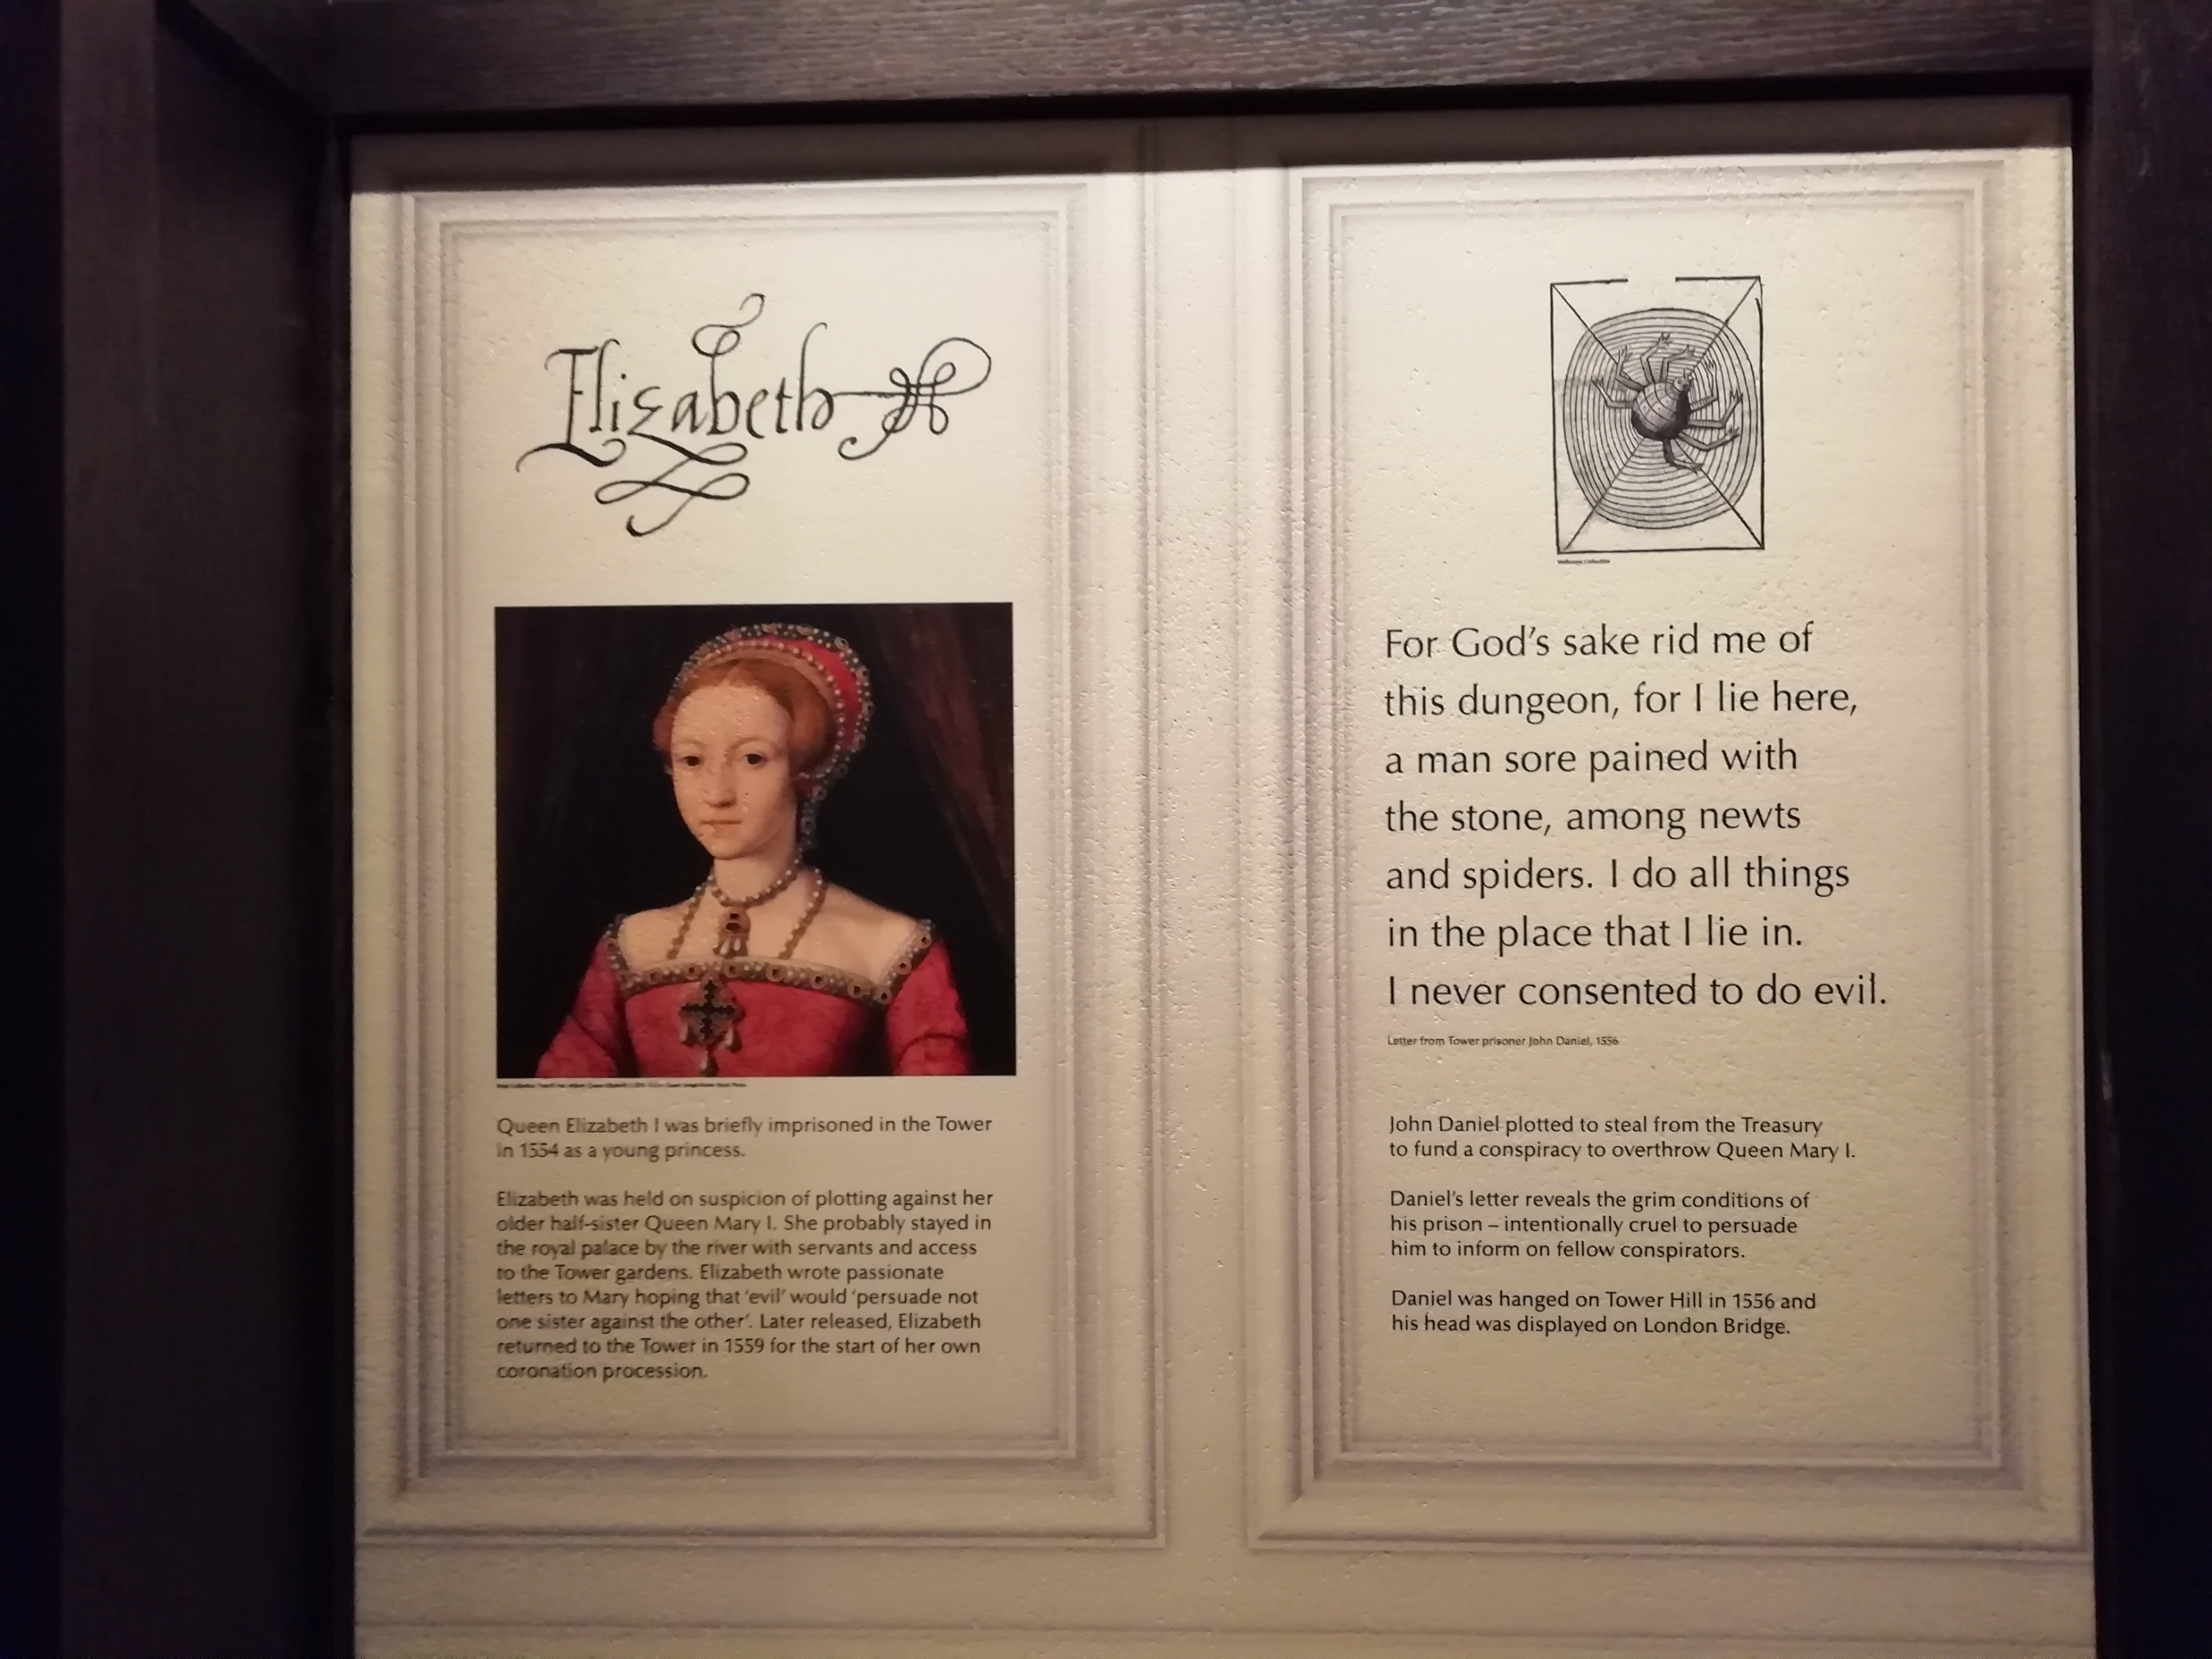 Elizabeth R
Queen Elizabeth I was briefly imprisoned in the Tower
in 1554 as a young princess.
Elizabeth was held on suspicion of plotting against her
older half-sister Queen Mary I. She probably stayed in
the royal palace by the river with servants and access
to the Tower gardens. Elizabeth wrote passionate
letters to Mary hoping that ‘evil’ would ‘persuade not
one sister against the other’. Later released, Elizabeth
returned to the Tower in 1559 for the start of her own
coronation procession.
Wellcome Collection
For God’s sake rid me of
this dungeon, for I lie here,
a man sore pained with
the stone, among newts
and spiders. I do all things
in the place that I lie in.
I never consented to do evil.
Letter from Tower prisoner John Daniel, 1556
John Daniel plotted to steal from the Treasury
to fund a conspiracy to overthrow Queen Mary I.
Daniel’s letter reveals the grim conditions of
his prison – intentionally cruel to persuade
him to inform on fellow conspirators.
Daniel was hanged on Tower Hill in 1556 and
his head was displayed on London Bridge.